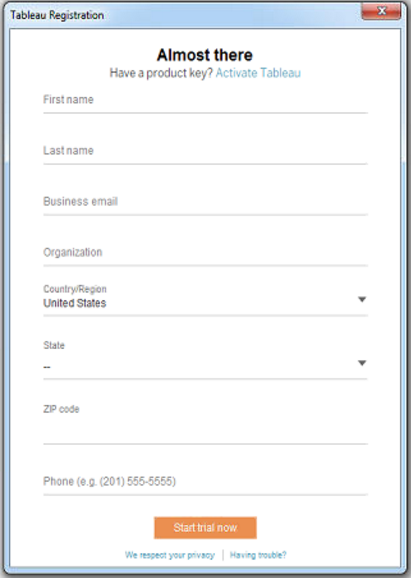 Tableau Registration
Almost there
Have a product key? Activate Tableau
First name
Last name
Business email
Organization
Country/Region
United States
State
--
ZIP code
Phone (e.g. (201) 555-5555)
Start trial now
We respect your privacy | Having trouble?